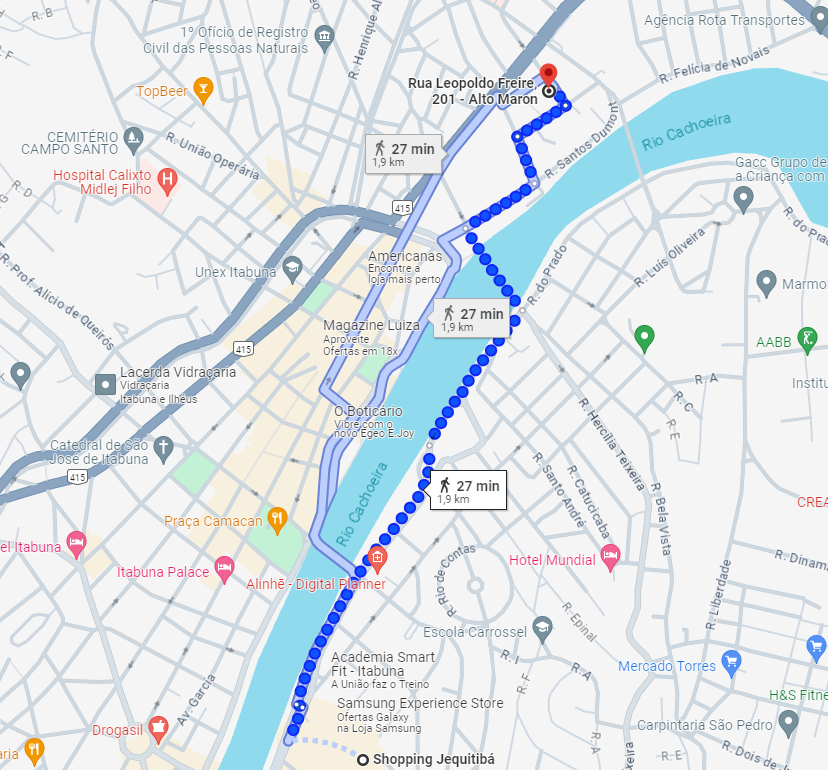 R. B
R. F
1º Ofício de Registro
Civil das Pessoas Naturais
R. Henrique Al
Agência Rota Transportes
R. Felícia de Novais
TopBeer
Rua Leopoldo Freire,
201 - Alto Maron
CEMITÉRIO
CAMPO SANTO
R. União Operária
27 min
1,9 km
R. Santos Dumont
Rio Cachoeira
Hospital Calixto
Midlej Filho
Gacc Grupo de
a Criança com
R. D
415
R. do Prado
R. Luís Oliveira
R. do Prad
R. Prof. Alício de Queirós
Unex Itabuna
Americanas
Encontre a
loja mais perto
Marmo
27 min
1,9 km
Magazine Luiza
Aproveite
Ofertas em 18x
415
AABB
Lacerda Vidraçaria
Vidraçaria
Itabuna e Ilhéus
R. A
Institu
R. C
R. E
O Boticário
Vibre com o
novo Egeo E.Joy
R. Hercília Teixeira
Catedral de São
José de Itabuna
415
Rio Cachoeira
27 min
1,9 km
R. Santo André
R. Catucicaba
R. Bela Vista
CREA
Praça Camacan
el Itabuna
Itabuna Palace
Alinhê - Digital Planner
R. Rio de Contas
Hotel Mundial
R. Dinam
R. Liberdade
R. Epinal
Escola Carrossel
Academia Smart
Fit - Itabuna
A União faz o Treino
R. I
R. A
R. F
Mercado Torres
Av. Garcia
Samsung Experience Store
Ofertas Galaxy
na Loja Samsung
H&S Fitne
Drogasil
Carpintaria São Pedro
R. A
aria
Shopping Jequitibá
eixeira
R. E
R. Dois de J